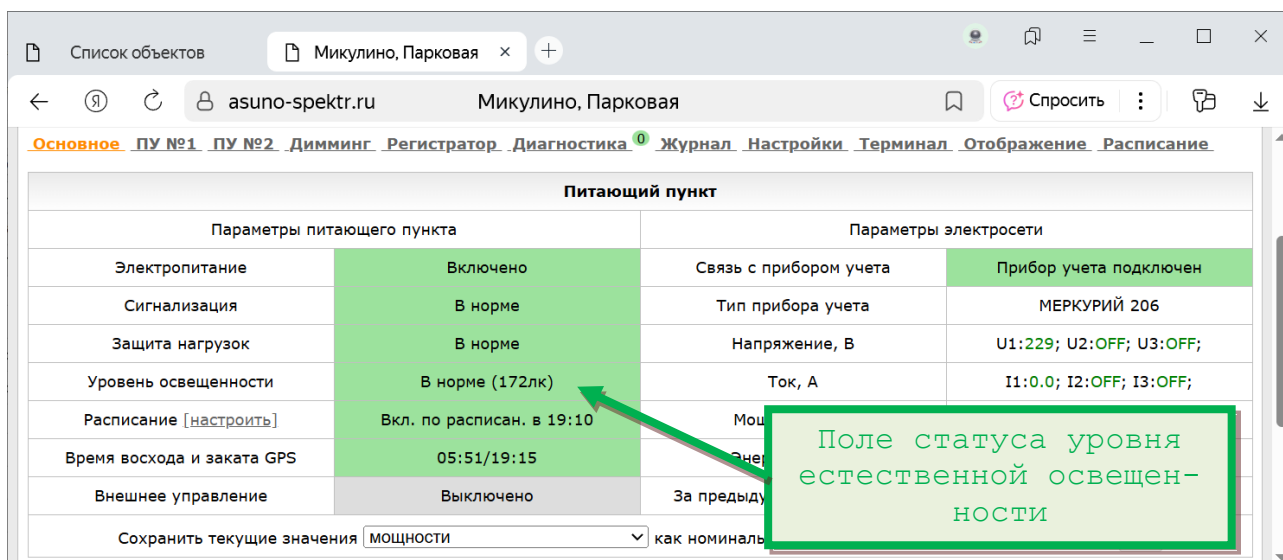 Список объектов
Микулино, Парковая
asuno-spektr.ru Микулино, Парковая Спросить
Основное ПУ №1 ПУ №2 Димминг Регистратор Диагностика 0 Журнал Настройки Терминал Отображение Расписание
Питающий пункт
Параметры питающего пункта Параметры электросети
Электропитание Включено Связь с прибором учета Прибор учета подключен
Сигнализация В норме Тип прибора учета МЕРКУРИЙ 206
Защита нагрузок В норме Напряжение, В U1:229; U2:OFF; U3:OFF;
Уровень освещенности В норме (172лк) Ток, А I1:0.0; I2:OFF; I3:OFF;
Расписание [настроить] Вкл. по расписан. в 19:10
Время восхода и заката GPS 05:51/19:15
Внешнее управление Выключено За
Сохранить текущие значения мощности как
Поле статуса уровня
естественной освещен-
ности